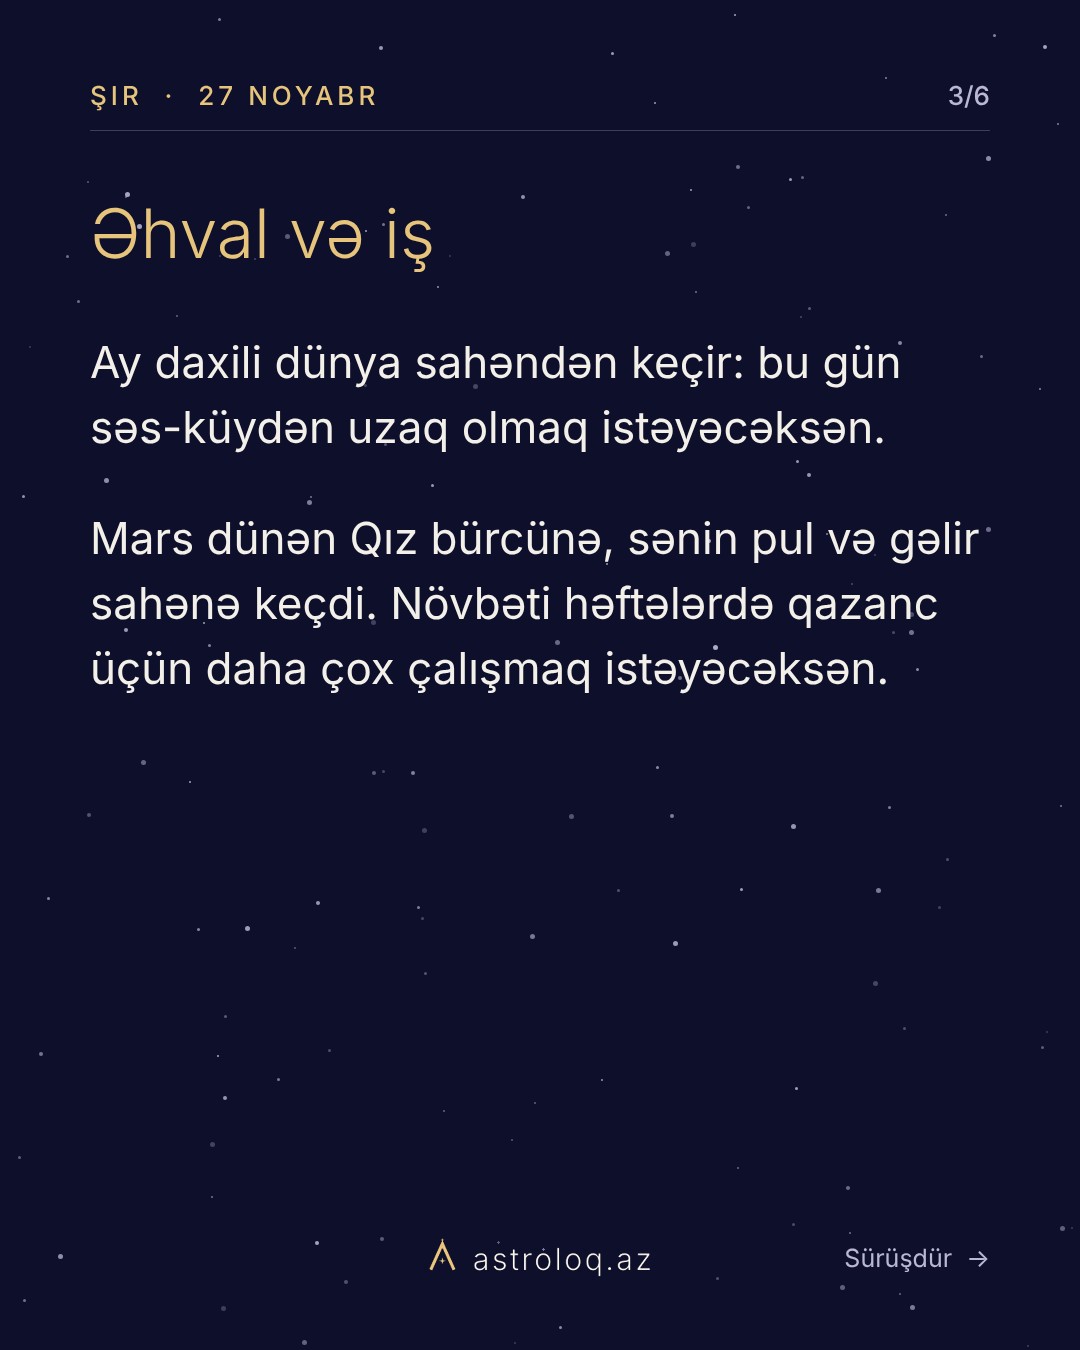 ŞIR · 27 NOYABR
3/6
Əhval və iş
Ay daxili dünya sahəndən keçir: bu gün
səs-küydən uzaq olmaq istəyəcəksən.
Mars dünən Qız bürcünə, sənin pul və gəlir
sahənə keçdi. Növbəti həftələrdə qazanc
üçün daha çox çalışmaq istəyəcəksən.
astroloq.az
Sürüşdür →